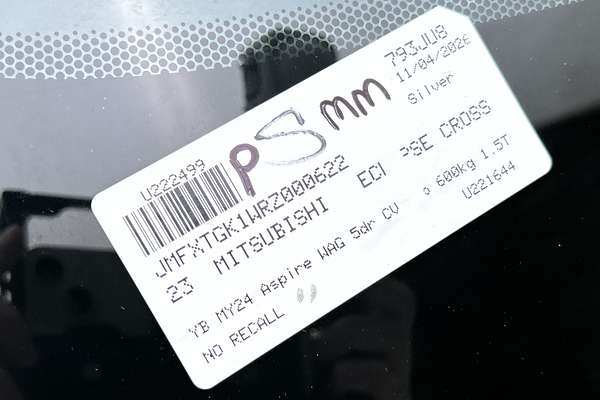 793JU8
11/04/2026
Silver
PS mm
U222499
JMFXTGK1WRZ000622
23 MITSUBISHI ECL PSE CROSS
YB MY24 Aspire WAG 5dr CV 600kg 1.5T
NO RECALL U221644